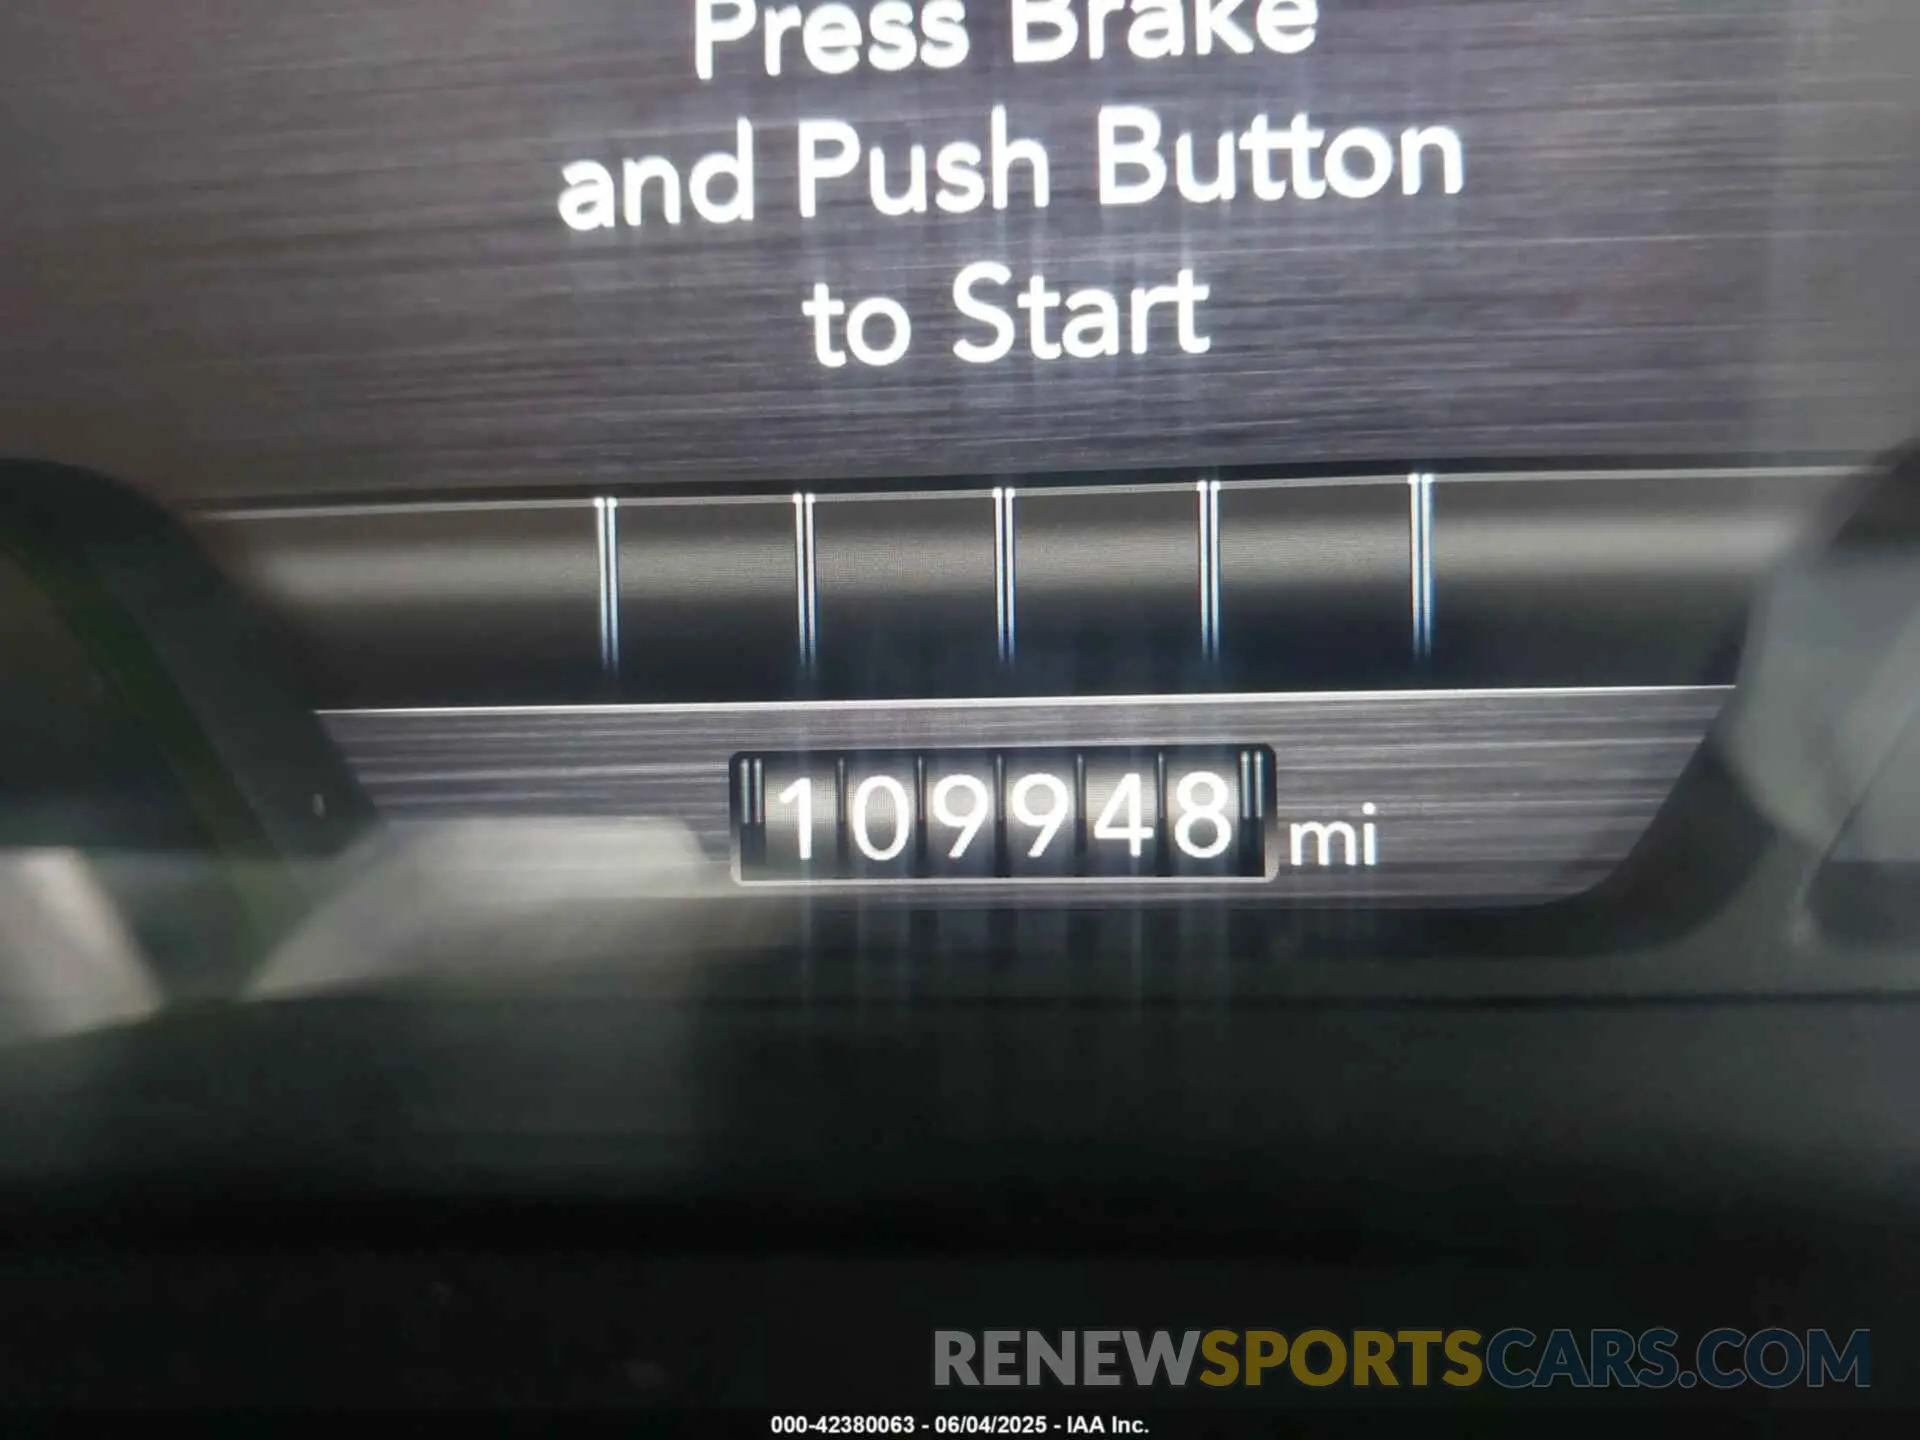 Press Brake
and Push Button
to Start
109948 mi
RENEWSPORTSCARS.COM
000-42380063 - 06/04/2025 - IAA Inc.